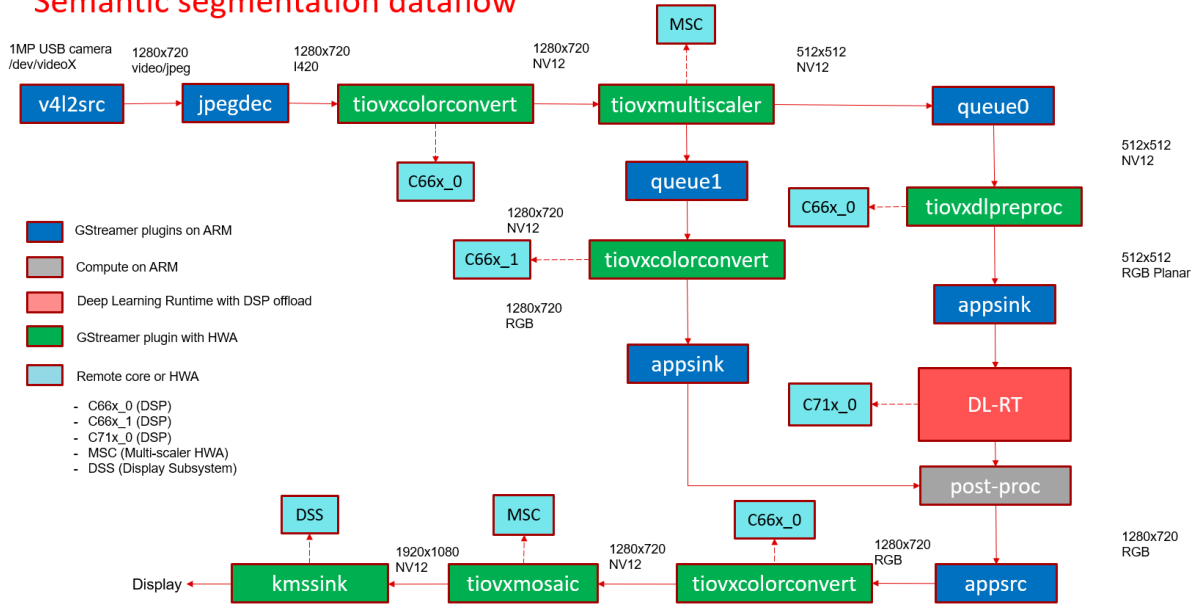 Semantic segmentation dataflow
1MP USB camera
/dev/videoX
1280x720
video/jpeg
1280x720
I420
1280x720
NV12
MSC
512x512
NV12
v4l2src
jpegdec
tiovxcolorconvert
tiovxmultiscaler
queue0
C66x_0
queue1
512x512
NV12
C66x_0
tiovxdlpreproc
1280x720
NV12
C66x_1
tiovxcolorconvert
512x512
RGB Planar
1280x720
RGB
appsink
appsink
GStreamer plugins on ARM
Compute on ARM
Deep Learning Runtime with DSP offload
GStreamer plugin with HWA
Remote core or HWA
- C66x_0 (DSP)
- C66x_1 (DSP)
- C71x_0 (DSP)
- MSC (Multi-scaler HWA)
- DSS (Display Subsystem)
C71x_0
DL-RT
post-proc
DSS
MSC
C66x_0
1280x720
RGB
1920x1080
NV12
1280x720
NV12
1280x720
RGB
Display
kmssink
tiovxmosaic
tiovxcolorconvert
appsrc